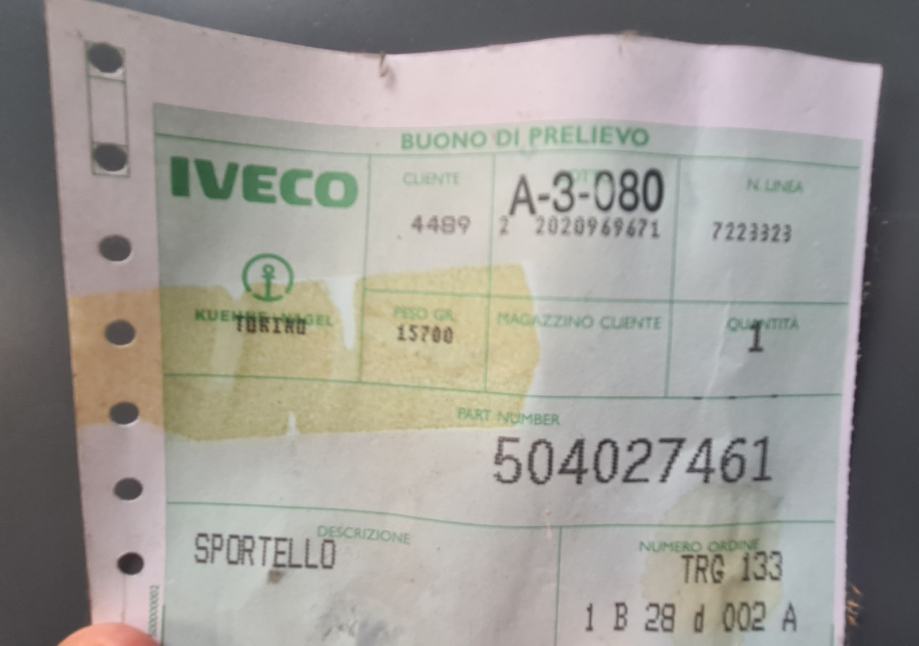 BUONO DI PRELIEVO
IVECO
CLIENTE
A-3-080
N. LINEA
4489
2 2020969671
7223323
KUEHNE NAGEL
TORINO
PESO GR.
15700
MAGAZZINO CLIENTE
QUANTITÀ
1
PART NUMBER
504027461
DESCRIZIONE
SPORTELLO
NUMERO ORDINE
TRG 133
1 B 28 d 002 A